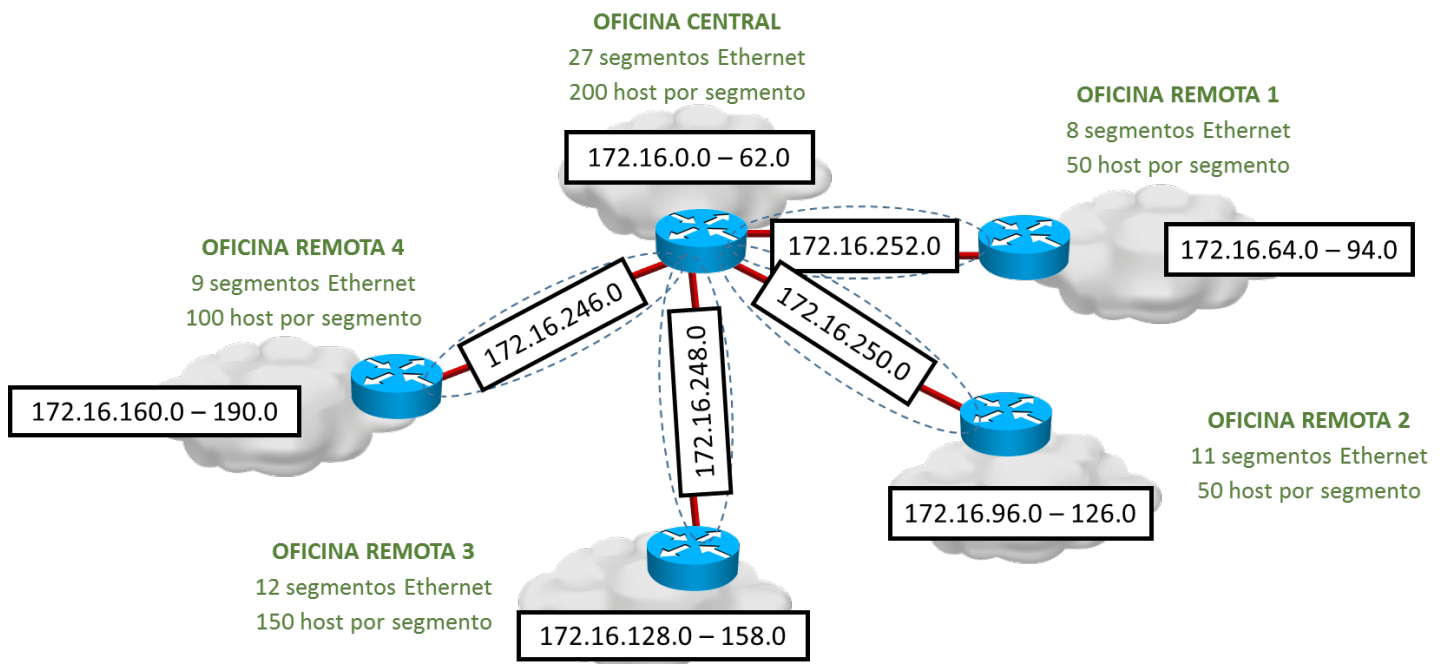 OFICINA CENTRAL
27 segmentos Ethernet
200 host por segmento
172.16.0.0 – 62.0
OFICINA REMOTA 1
8 segmentos Ethernet
50 host por segmento
172.16.64.0 – 94.0
172.16.252.0
OFICINA REMOTA 4
9 segmentos Ethernet
100 host por segmento
172.16.160.0 – 190.0
172.16.246.0
172.16.248.0
172.16.250.0
OFICINA REMOTA 2
11 segmentos Ethernet
50 host por segmento
172.16.96.0 – 126.0
OFICINA REMOTA 3
12 segmentos Ethernet
150 host por segmento
172.16.128.0 – 158.0